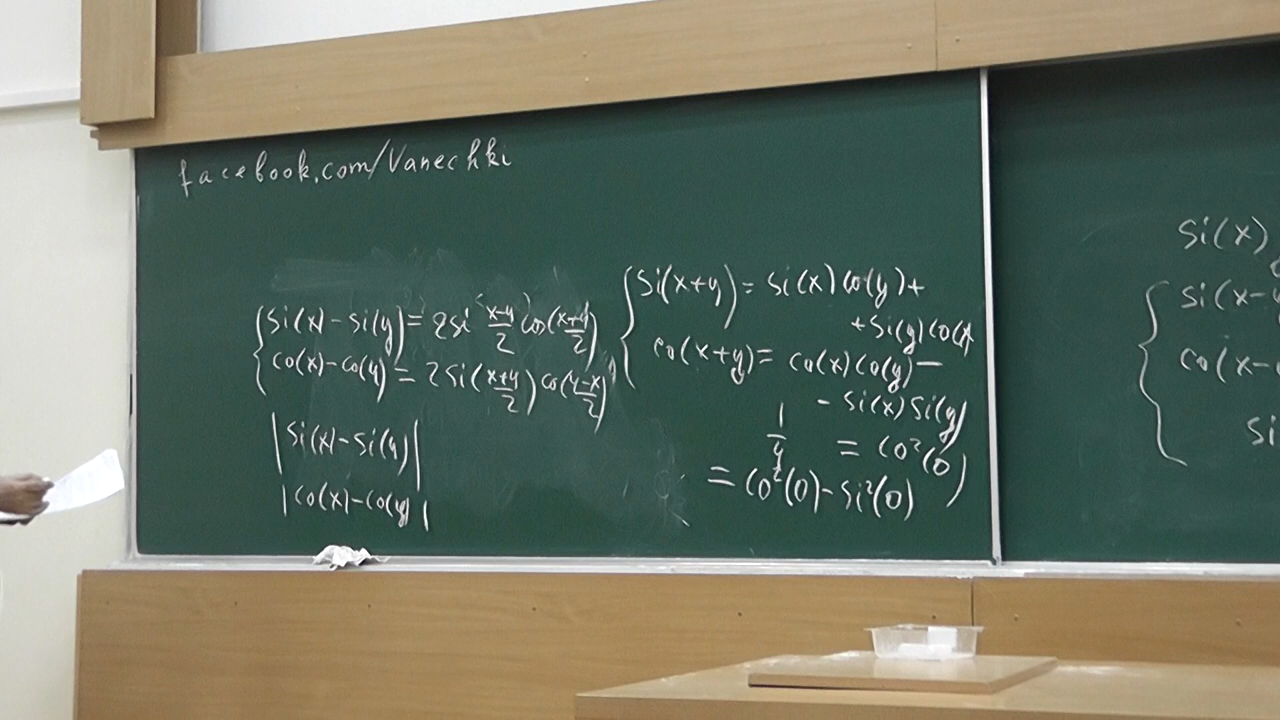 facebook.com/Vanechki
si(x)-si(y)=2si(x-y/2)cos(x+y/2)
co(x)-co(y)=2si(x+y/2)co(y-x/2)
|si(x)-si(y)|
|co(x)-co(y)|
si(x+y)=si(x)co(y)+
+si(y)co(x)
co(x+y)=co(x)co(y)-
-si(x)si(y)
1 = co²(0)
=co²(0)-si²(0)
si(x)
si(x-
co(x-
si